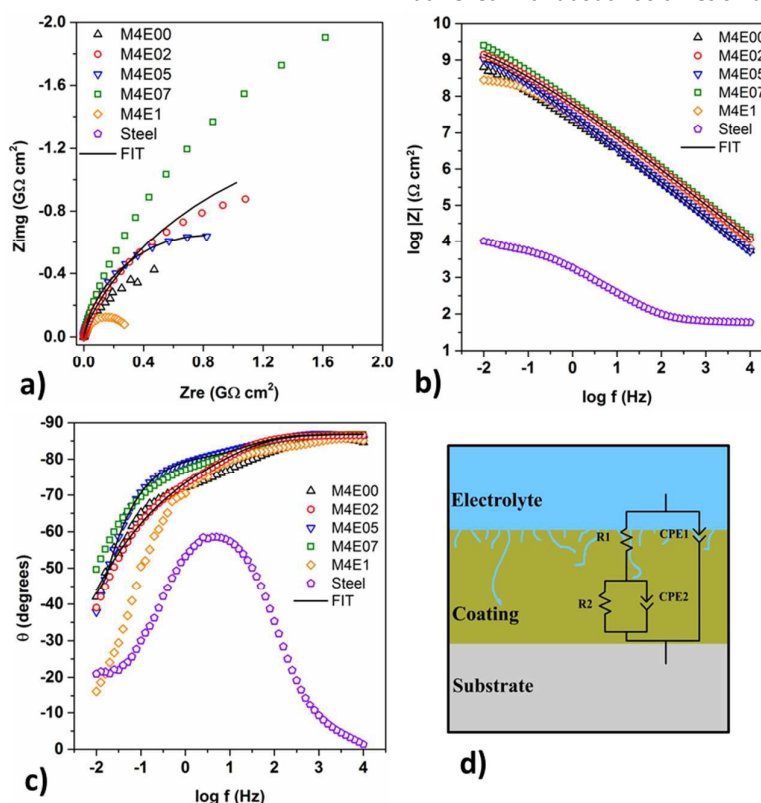 a)
-2.0
-1.6
-1.2
-0.8
-0.4
0.0
Zimg (GΩ cm²)
M4E00
M4E02
M4E05
M4E07
M4E1
Steel
FIT
0.0 0.4 0.8 1.2 1.6 2.0
Zre (GΩ cm²)
b)
10
9
8
7
6
5
4
3
2
1
log |Z| (Ω cm²)
M4E00
M4E02
M4E05
M4E07
M4E1
Steel
FIT
-2 -1 0 1 2 3 4
log f (Hz)
c)
-90
-80
-70
-60
-50
-40
-30
-20
-10
0
θ (degrees)
M4E00
M4E02
M4E05
M4E07
M4E1
Steel
FIT
-2 -1 0 1 2 3 4
log f (Hz)
d)
Electrolyte
R1
CPE1
R2
CPE2
Coating
Substrate